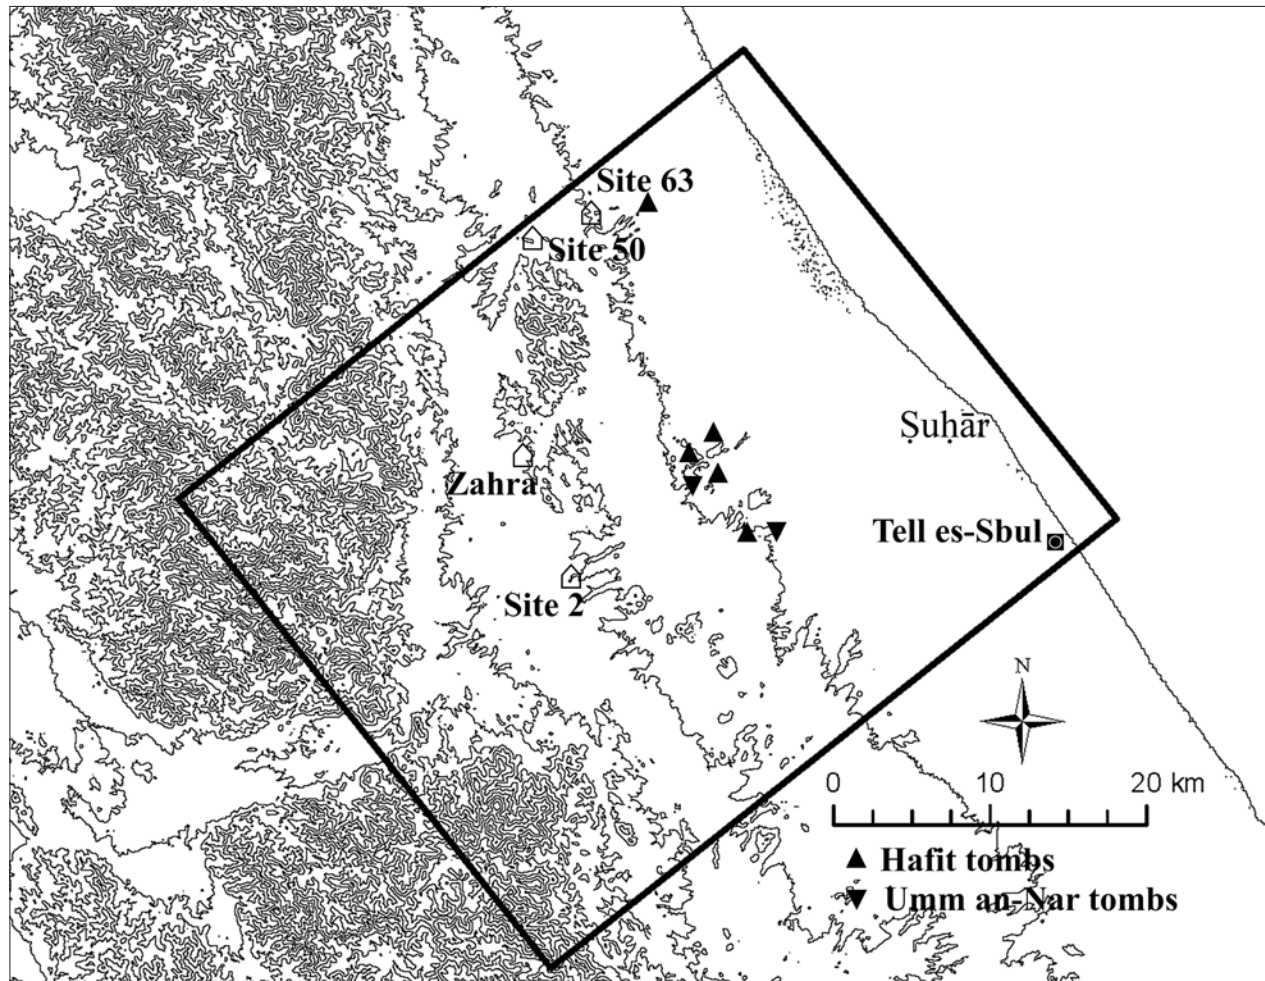 Site 63
Site 50
Ṣuḥār
Zahra
Tell es-Sbul
Site 2
N
0 10 20 km
Hafit tombs
Umm an-Nar tombs